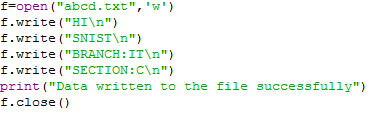 f=open("abcd.txt",'w')
f.write("HI\n")
f.write("SNIST\n")
f.write("BRANCH:IT\n")
f.write("SECTION:C\n")
print("Data written to the file successfully")
f.close()